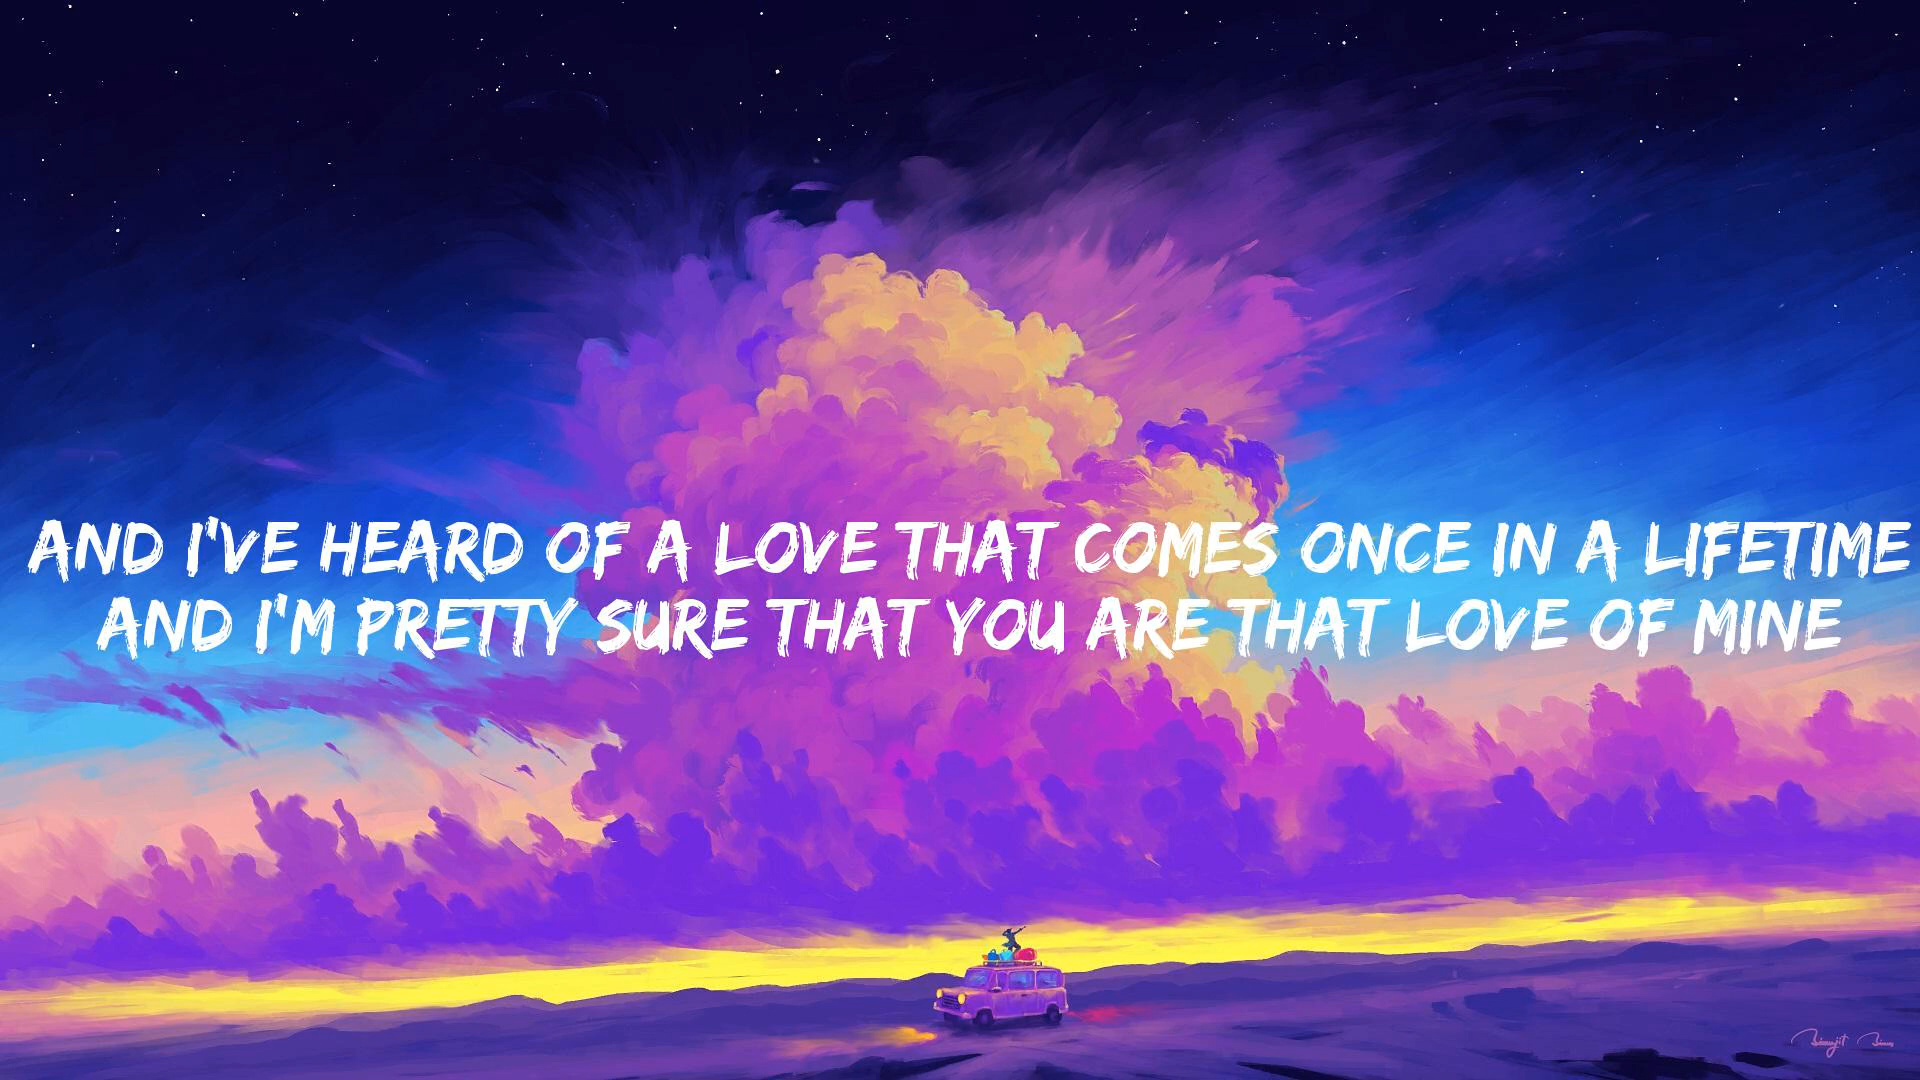 AND I'VE HEARD OF A LOVE THAT COMES ONCE IN A LIFETIME
AND I'M PRETTY SURE THAT YOU ARE THAT LOVE OF MINE